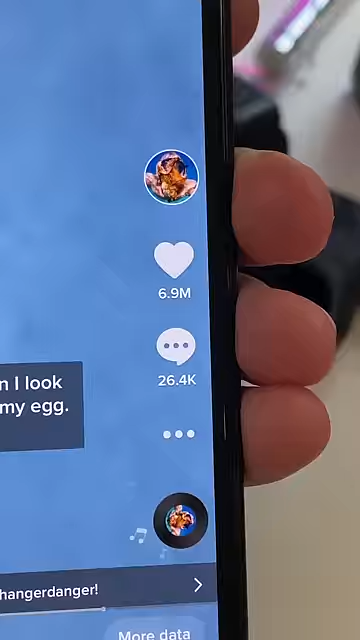 6.9M
26.4K
n I look
my egg.
hangerdanger!
More data